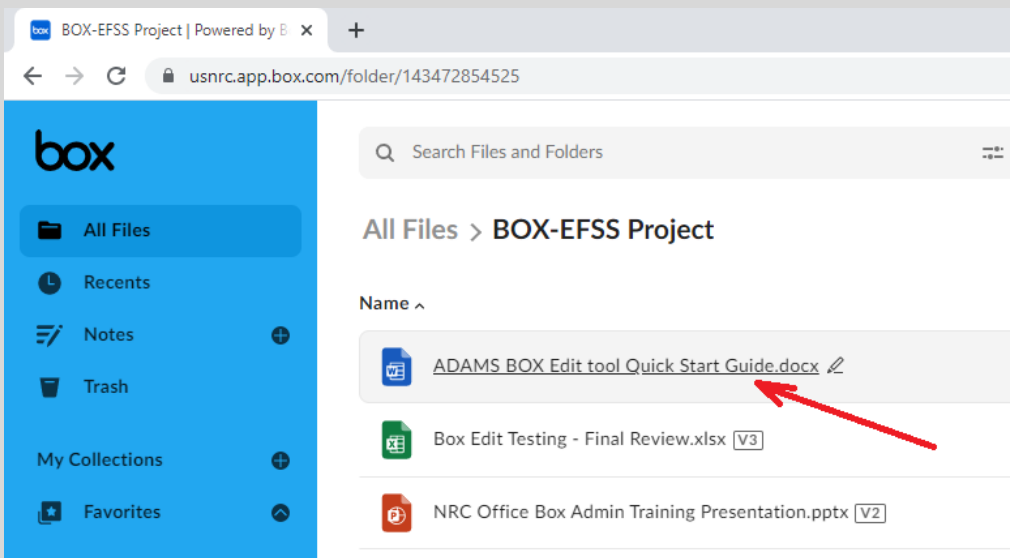 box BOX-EFSS Project | Powered by B
usnrc.app.box.com/folder/143472854525
box
Search Files and Folders
All Files
All Files > BOX-EFSS Project
Recents
Name
Notes
ADAMS BOX Edit tool Quick Start Guide.docx
Trash
Box Edit Testing - Final Review.xlsx V3
My Collections
Favorites
NRC Office Box Admin Training Presentation.pptx V2